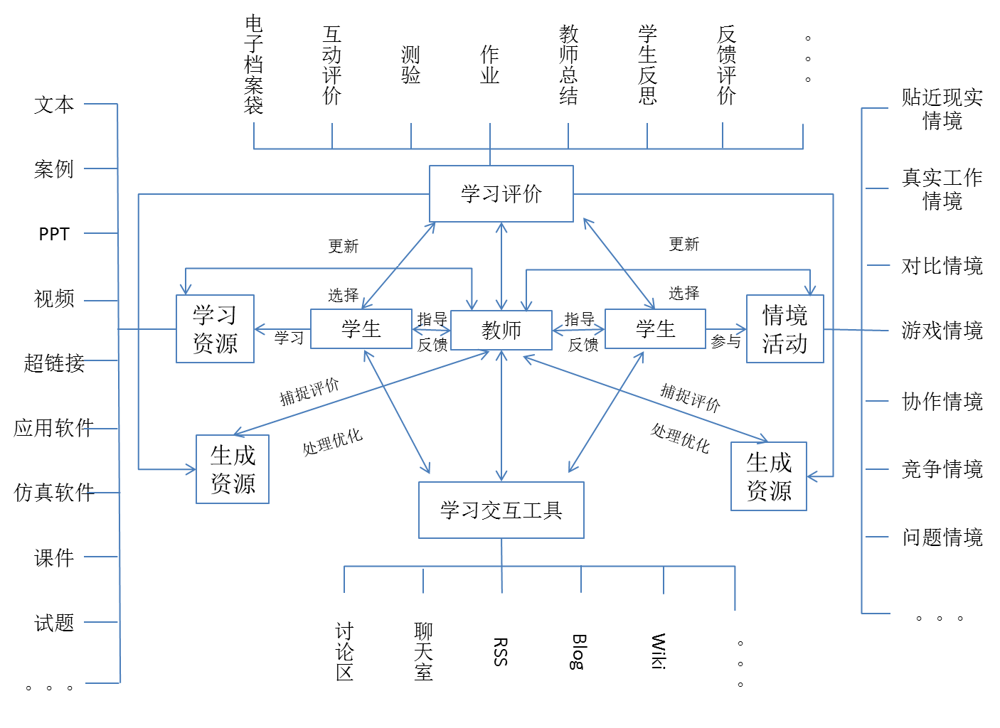 电子档案袋
互动评价
测验
作业
教师总结
学生反思
反馈评价
。。。
文本
案例
PPT
视频
超链接
应用软件
仿真软件
课件
试题
。。。
学习评价
更新
更新
选择
选择
学习
资源
学习
学生
指导
反馈
教师
指导
反馈
学生
参与
情境
活动
捕捉评价
处理优化
捕捉评价
处理优化
生成
资源
生成
资源
学习交互工具
讨论区
聊天室
RSS
Blog
Wiki
。。。
贴近现实
情境
真实工作
情境
对比情境
游戏情境
协作情境
竞争情境
问题情境
。。。